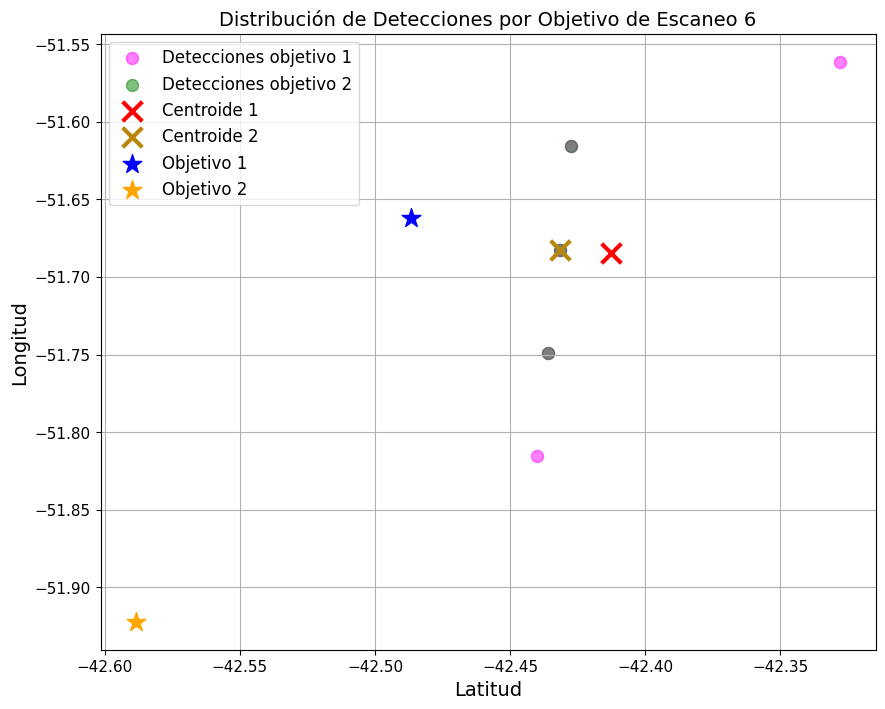 Distribución de Detecciones por Objetivo de Escaneo 6
Detecciones objetivo 1
Detecciones objetivo 2
Centroide 1
Centroide 2
Objetivo 1
Objetivo 2
−51.55
−51.60
−51.65
−51.70
−51.75
−51.80
−51.85
−51.90
Longitud
−42.60 −42.55 −42.50 −42.45 −42.40 −42.35
Latitud